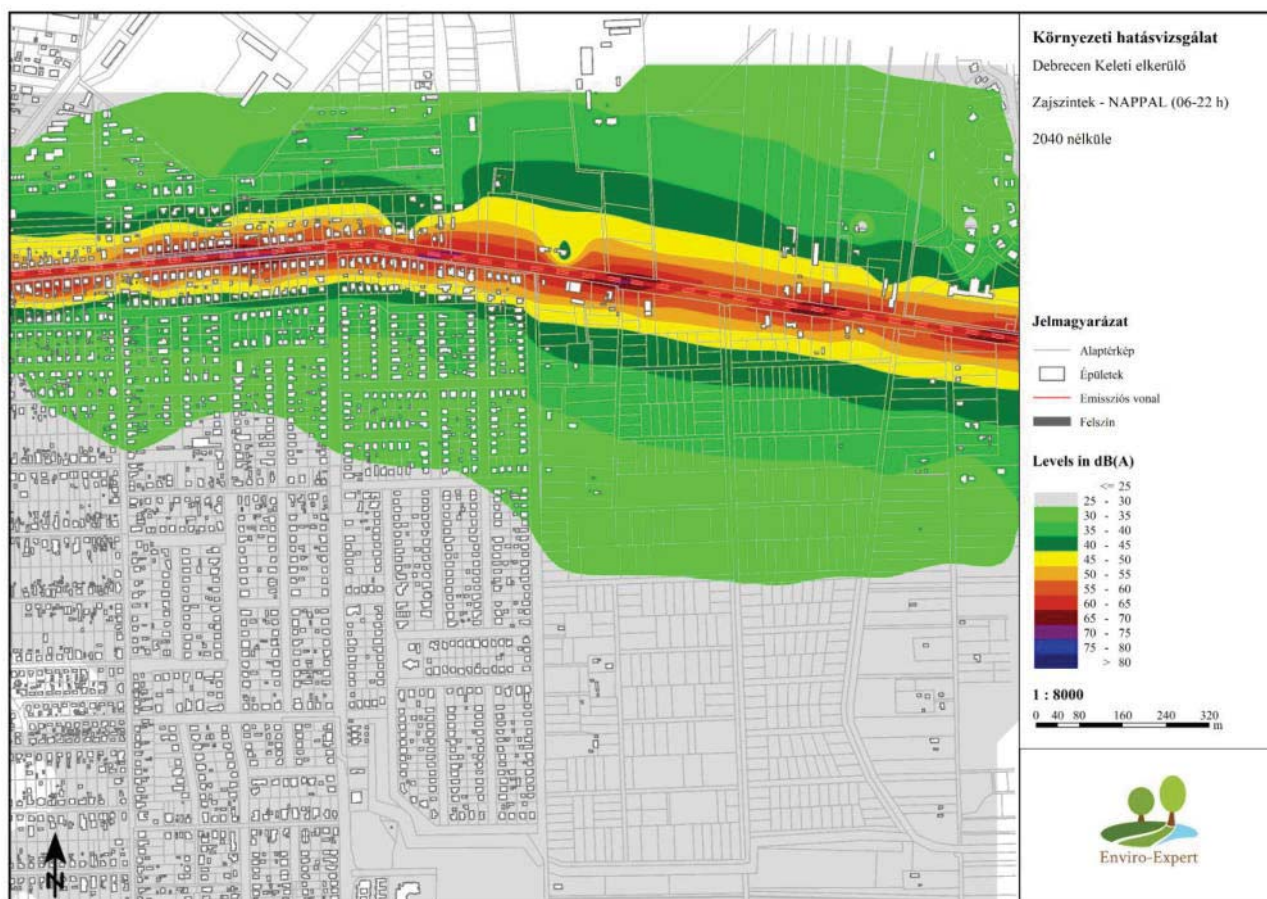 Környezeti hatásvizsgálat
Debrecen Keleti elkerülő
Zajszintek - NAPPAL (06-22 h)
2040 nélküle
Jelmagyarázat
Alaptérkép
Épületek
Emissziós vonal
Felszín
Levels in dB(A)
<= 25
25 - 30
30 - 35
35 - 40
40 - 45
45 - 50
50 - 55
55 - 60
60 - 65
65 - 70
70 - 75
75 - 80
> 80
1 : 8000
0 40 80 160 240 320
m
Enviro-Expert
N